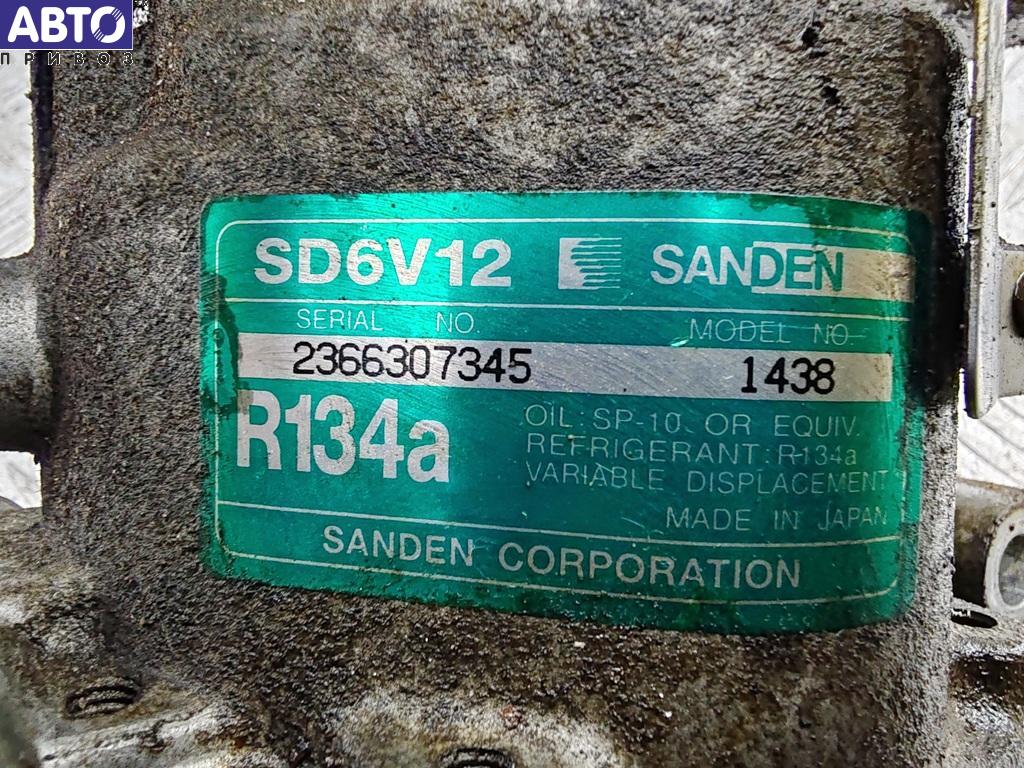 АВТО
ПРИВОЗ
SD6V12 SANDEN
SERIAL NO. MODEL NO
2366307345 1438
R134a
OIL: SP-10 OR EQUIV.
REFRIGERANT: R-134a
VARIABLE DISPLACEMENT
MADE IN JAPAN
SANDEN CORPORATION